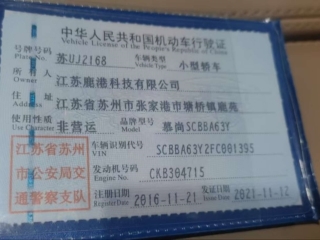 中华人民共和国机动车行驶证
Vehicle License of the People's Republic of China
号牌号码 苏UJ2168 车辆类型 小型轿车
Plate No. Vehicle Type
所有人 江苏鹿港科技有限公司
Owner
住址 江苏省苏州市张家港市塘桥镇鹿苑
Address
使用性质 非营运 品牌型号 慕尚SCBBA63Y
Use Character Model
江苏省苏州市公安局交通警察支队
车辆识别代号 SCBBA63Y2FC001395
VIN
发动机号码 CKB304715
Engine No.
注册日期 2016-11-21 发证日期 2021-11-12
Register Date Issue Date